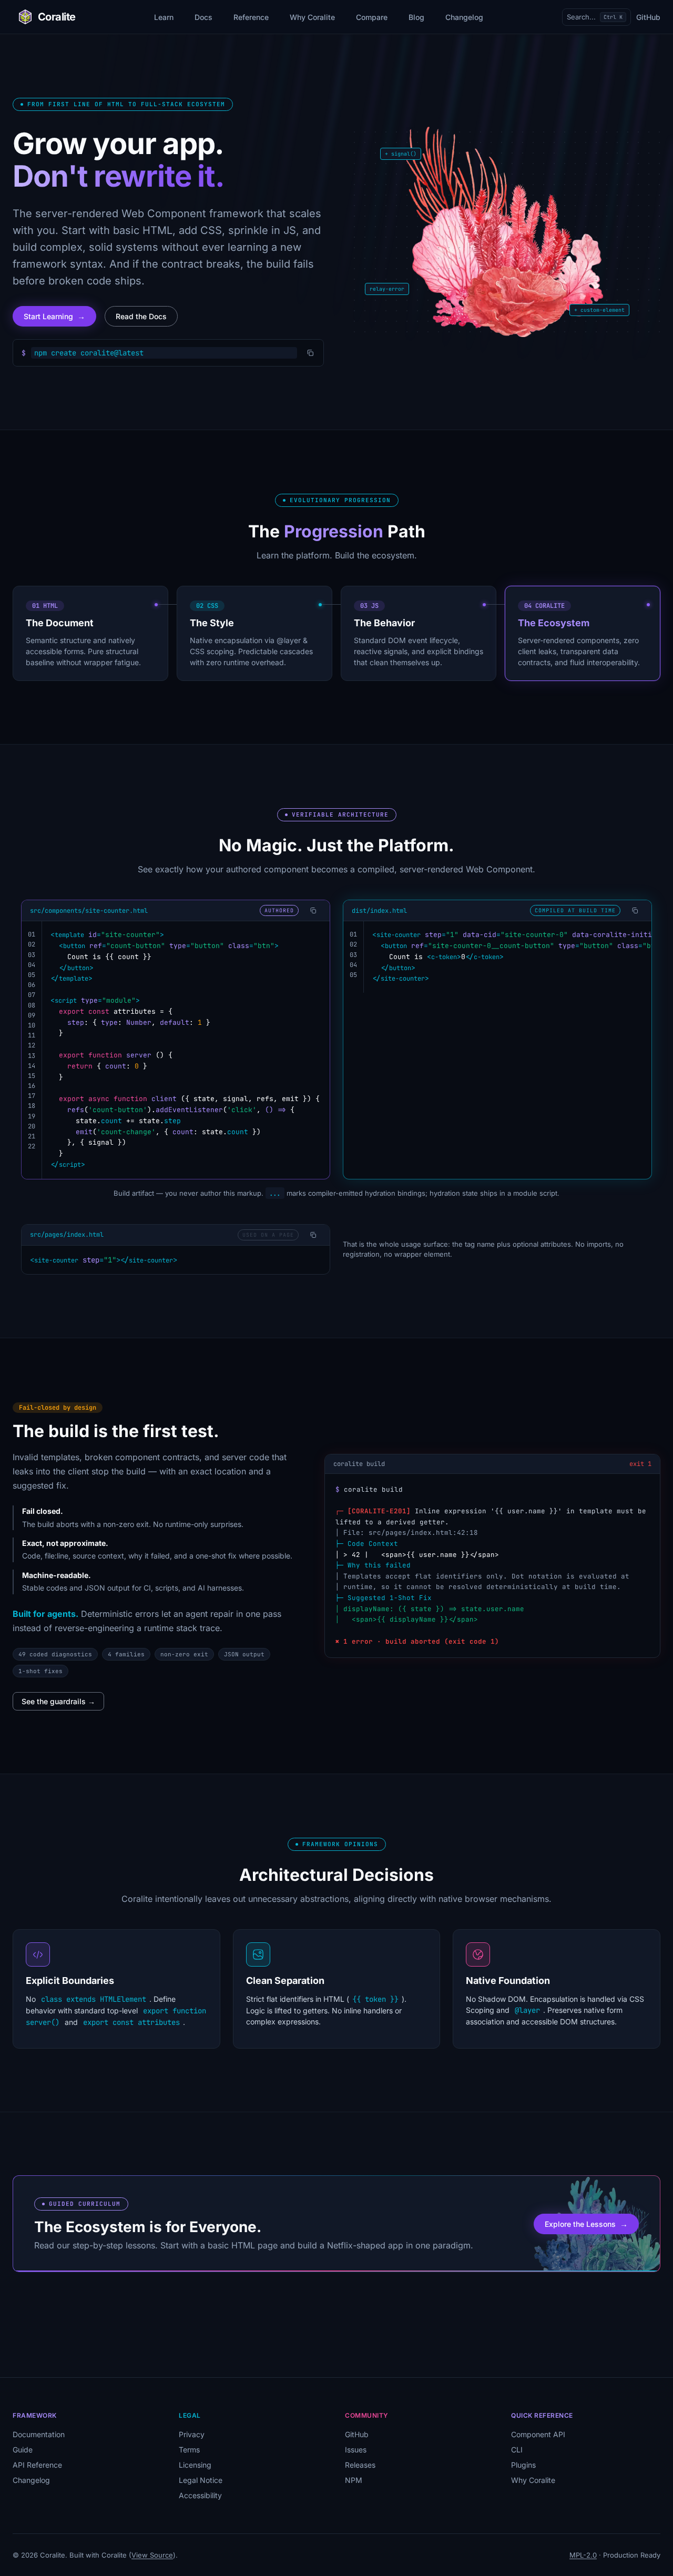 Coralite
Learn Docs Reference Why Coralite Compare Blog Changelog
Search... Ctrl K GitHub
FROM FIRST LINE OF HTML TO FULL-STACK ECOSYSTEM
Grow your app.
Don't rewrite it.
The server-rendered Web Component framework that scales
with you. Start with basic HTML, add CSS, sprinkle in JS, and
build complex, solid systems without ever learning a new
framework syntax. And if the contract breaks, the build fails
before broken code ships.
Start Learning →
Read the Docs
$ npm create coralite@latest
+ signal()
relay-error
+ custom-element
EVOLUTIONARY PROGRESSION
The Progression Path
Learn the platform. Build the ecosystem.
01 HTML
The Document
Semantic structure and natively
accessible forms. Pure structural
baseline without wrapper fatigue.
02 CSS
The Style
Native encapsulation via @layer &
CSS scoping. Predictable cascades
with zero runtime overhead.
03 JS
The Behavior
Standard DOM event lifecycle,
reactive signals, and explicit bindings
that clean themselves up.
04 CORALITE
The Ecosystem
Server-rendered components, zero
client leaks, transparent data
contracts, and fluid interoperability.
VERIFIABLE ARCHITECTURE
No Magic. Just the Platform.
See exactly how your authored component becomes a compiled, server-rendered Web Component.
src/components/site-counter.html AUTHORED
01
02
03
04
05
06
07
08
09
10
11
12
13
14
15
16
17
18
19
20
21
22
<template id="site-counter">
<button ref="count-button" type="button" class="btn">
Count is {{ count }}
</button>
</template>
<script type="module">
export const attributes = {
step: { type: Number, default: 1 }
}
export function server () {
return { count: 0 }
}
export async function client ({ state, signal, refs, emit }) {
refs('count-button').addEventListener('click', () => {
state.count += state.step
emit('count-change', { count: state.count })
}, { signal })
}
</script>
dist/index.html COMPILED AT BUILD TIME
01
02
03
04
05
<site-counter step="1" data-cid="site-counter-0" data-coralite-initi
<button ref="site-counter-0__count-button" type="button" class="b
Count is <c-token>0</c-token>
</button>
</site-counter>
Build artifact — you never author this markup. ... marks compiler-emitted hydration bindings; hydration state ships in a module script.
src/pages/index.html USED ON A PAGE
<site-counter step="1"></site-counter>
That is the whole usage surface: the tag name plus optional attributes. No imports, no
registration, no wrapper element.
Fail-closed by design
The build is the first test.
Invalid templates, broken component contracts, and server code that
leaks into the client stop the build — with an exact location and a
suggested fix.
Fail closed.
The build aborts with a non-zero exit. No runtime-only surprises.
Exact, not approximate.
Code, file:line, source context, why it failed, and a one-shot fix where possible.
Machine-readable.
Stable codes and JSON output for CI, scripts, and AI harnesses.
Built for agents. Deterministic errors let an agent repair in one pass
instead of reverse-engineering a runtime stack trace.
49 coded diagnostics 4 families non-zero exit JSON output
1-shot fixes
See the guardrails →
coralite build exit 1
$ coralite build
┌─ [CORALITE-E201] Inline expression '{{ user.name }}' in template must be
lifted to a derived getter.
│ File: src/pages/index.html:42:18
├─ Code Context
│ > 42 | <span>{{ user.name }}</span>
├─ Why this failed
│ Templates accept flat identifiers only. Dot notation is evaluated at
│ runtime, so it cannot be resolved deterministically at build time.
├─ Suggested 1-Shot Fix
│ displayName: ({ state }) => state.user.name
│ <span>{{ displayName }}</span>
✖ 1 error · build aborted (exit code 1)
FRAMEWORK OPINIONS
Architectural Decisions
Coralite intentionally leaves out unnecessary abstractions, aligning directly with native browser mechanisms.
Explicit Boundaries
No class extends HTMLElement . Define
behavior with standard top-level export function
server() and export const attributes .
Clean Separation
Strict flat identifiers in HTML ( {{ token }} ).
Logic is lifted to getters. No inline handlers or
complex expressions.
Native Foundation
No Shadow DOM. Encapsulation is handled via CSS
Scoping and @layer . Preserves native form
association and accessible DOM structures.
GUIDED CURRICULUM
The Ecosystem is for Everyone.
Read our step-by-step lessons. Start with a basic HTML page and build a Netflix-shaped app in one paradigm.
Explore the Lessons →
FRAMEWORK
Documentation
Guide
API Reference
Changelog
LEGAL
Privacy
Terms
Licensing
Legal Notice
Accessibility
COMMUNITY
GitHub
Issues
Releases
NPM
QUICK REFERENCE
Component API
CLI
Plugins
Why Coralite
© 2026 Coralite. Built with Coralite (View Source).
MPL-2.0 · Production Ready